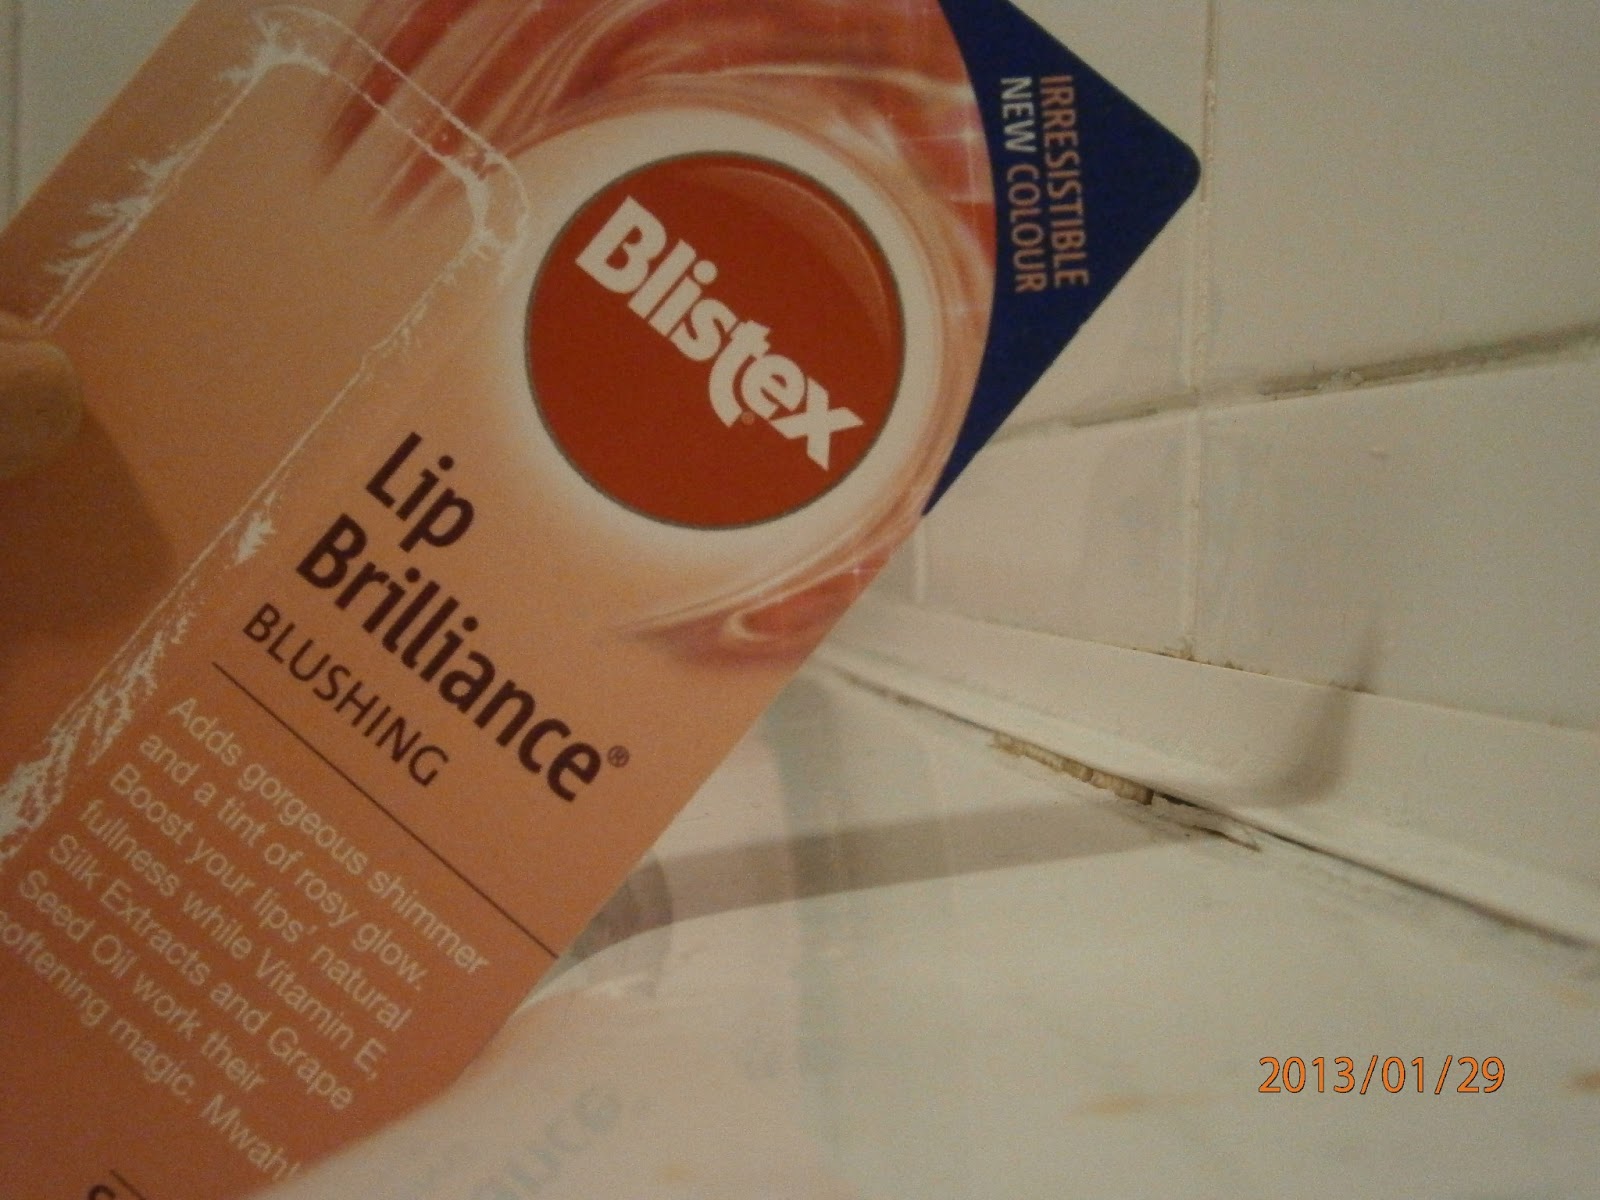 IRRESISTIBLE
NEW COLOUR
Blistex
Lip
Brilliance®
BLUSHING
Adds gorgeous shimmer
and a tint of rosy glow.
Boost your lips' natural
fullness while Vitamin E,
Silk Extracts and Grape
Seed Oil work their
softening magic. Mwah!
2013/01/29